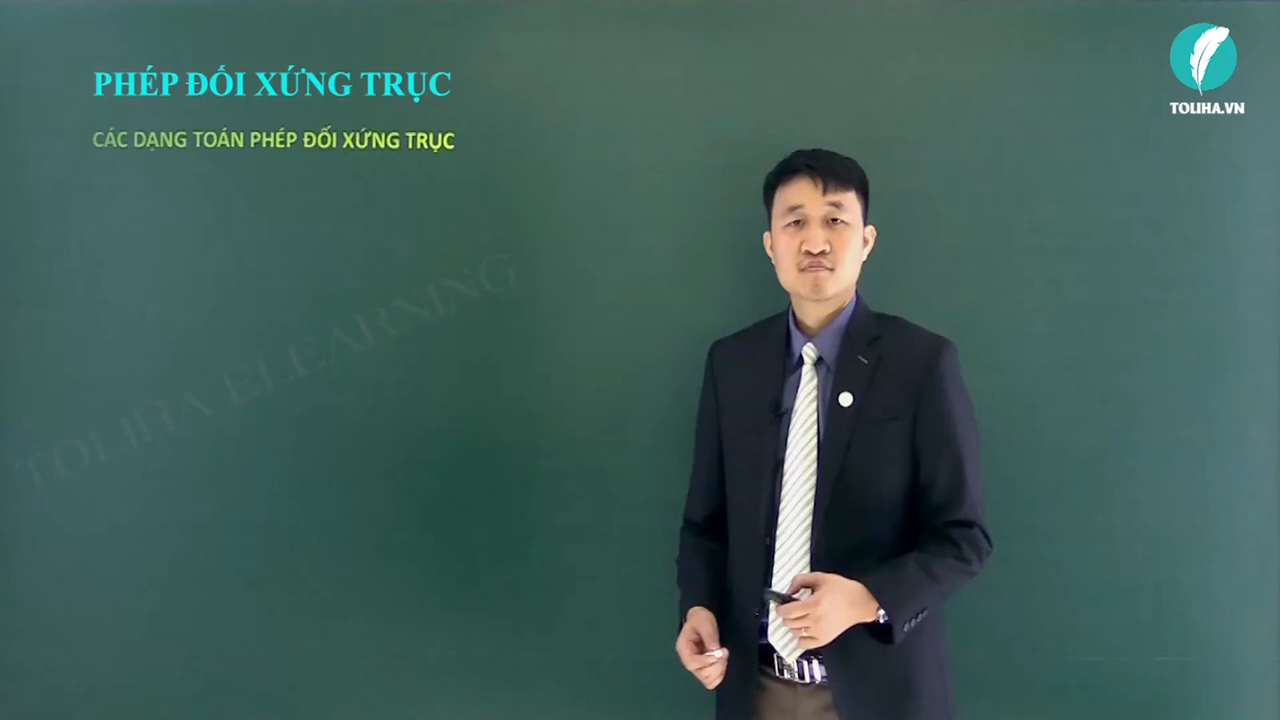 PHÉP ĐỐI XỨNG TRỤC
CÁC DẠNG TOÁN PHÉP ĐỐI XỨNG TRỤC
TOLIHA.VN
TOLIHA ELEARNING